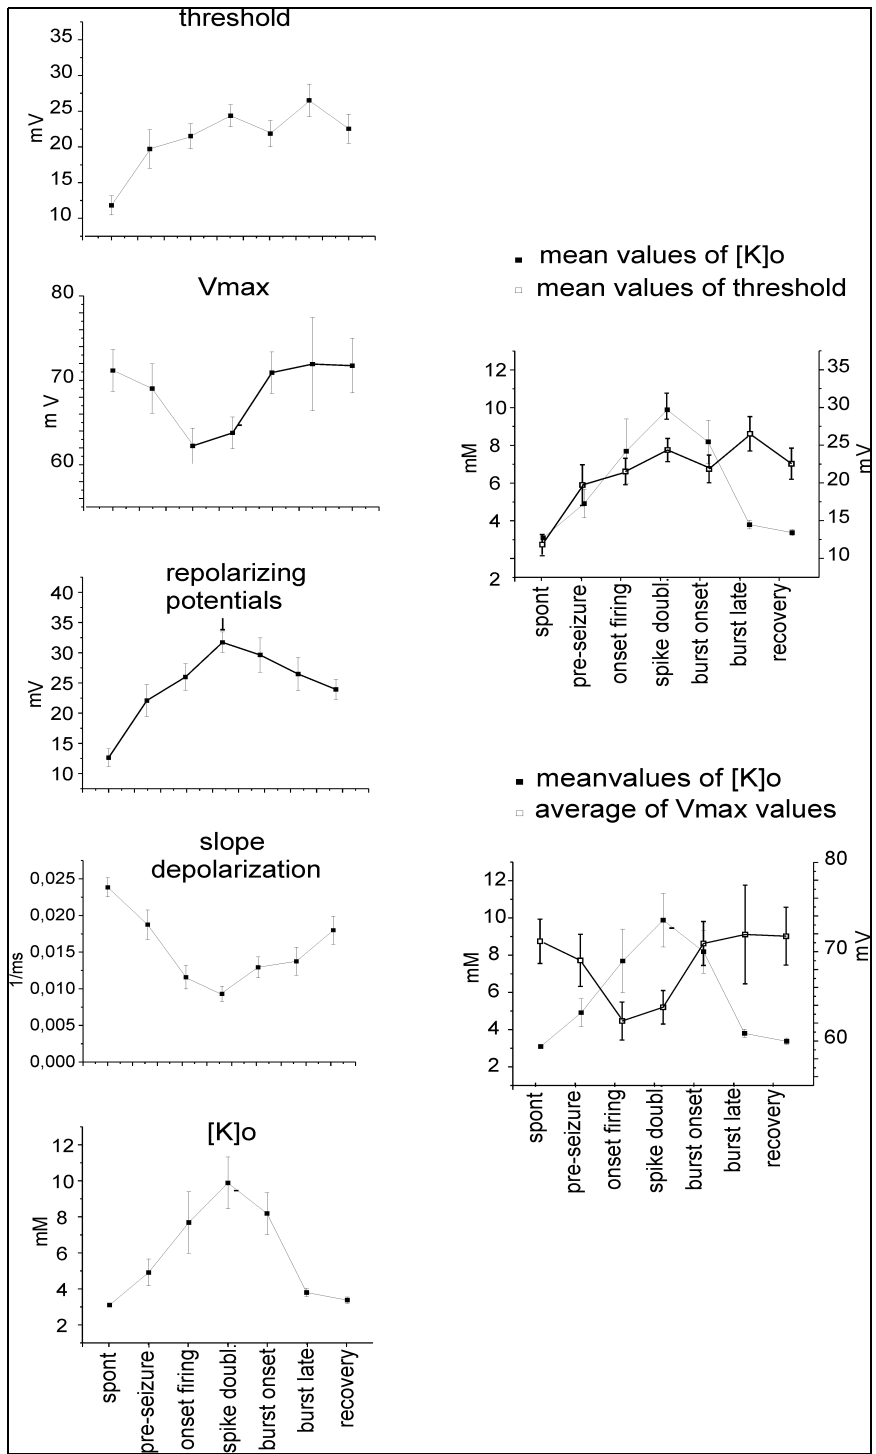 threshold
35
30
25
20
15
10
mV
Vmax
80
70
60
m V
repolarizing
potentials
40
35
30
25
20
15
10
mV
slope
depolarization
0,025
0,020
0,015
0,010
0,005
0,000
1/ms
[K]o
12
10
8
6
4
2
mM
spont
pre-seizure
onset firing
spike doubl.
burst onset
burst late
recovery
mean values of [K]o
mean values of threshold
12
10
8
6
4
2
mM
35
30
25
20
15
10
mV
spont
pre-seizure
onset firing
spike doubl.
burst onset
burst late
recovery
meanvalues of [K]o
average of Vmax values
12
10
8
6
4
2
mM
80
70
60
mV
spont
pre-seizure
onset firing
spike doubl.
burst onset
burst late
recovery